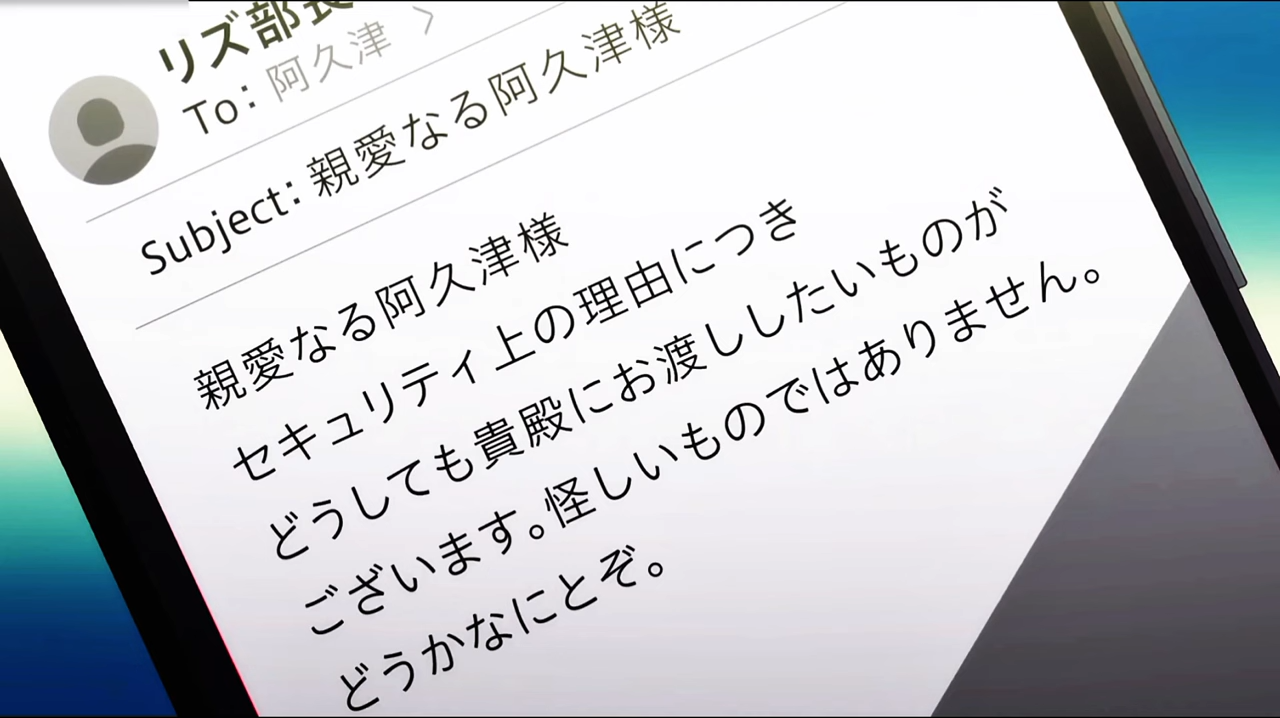 リズ部長
To: 阿久津 >
Subject: 親愛なる阿久津様
親愛なる阿久津様
セキュリティ上の理由につき
どうしても貴殿にお渡ししたいものが
ございます。怪しいものではありません。
どうかなにとぞ。